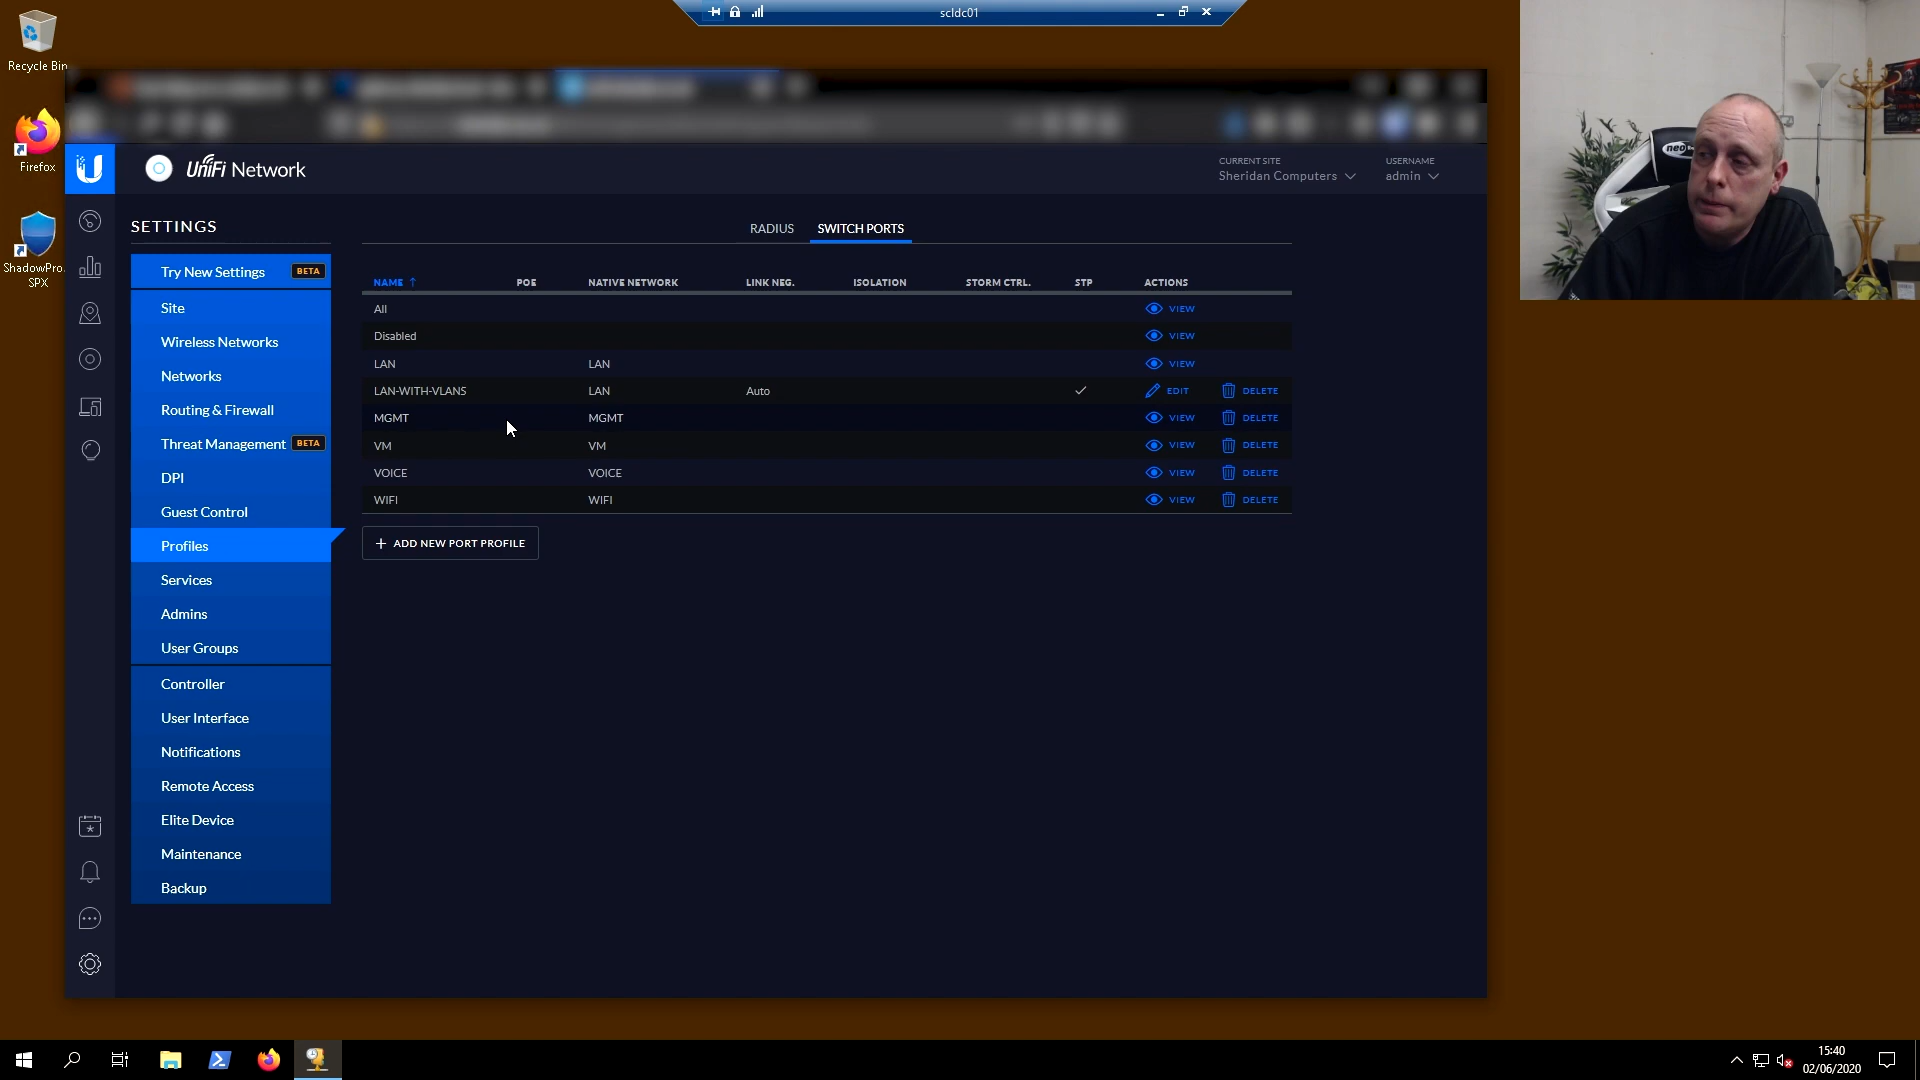 scldc01
Recycle Bin
Firefox
ShadowPro...
SPX
UniFi Network
CURRENT SITE
Sheridan Computers
USERNAME
admin
SETTINGS
Try New Settings BETA
Site
Wireless Networks
Networks
Routing & Firewall
Threat Management BETA
DPI
Guest Control
Profiles
Services
Admins
User Groups
Controller
User Interface
Notifications
Remote Access
Elite Device
Maintenance
Backup
RADIUS SWITCH PORTS
NAME POE NATIVE NETWORK LINK NEG. ISOLATION STORM CTRL. STP ACTIONS
All VIEW
Disabled VIEW
LAN LAN VIEW
LAN-WITH-VLANS LAN Auto EDIT DELETE
MGMT MGMT VIEW DELETE
VM VM VIEW DELETE
VOICE VOICE VIEW DELETE
WIFI WIFI VIEW DELETE
+ ADD NEW PORT PROFILE
neo
15:40
02/06/2020